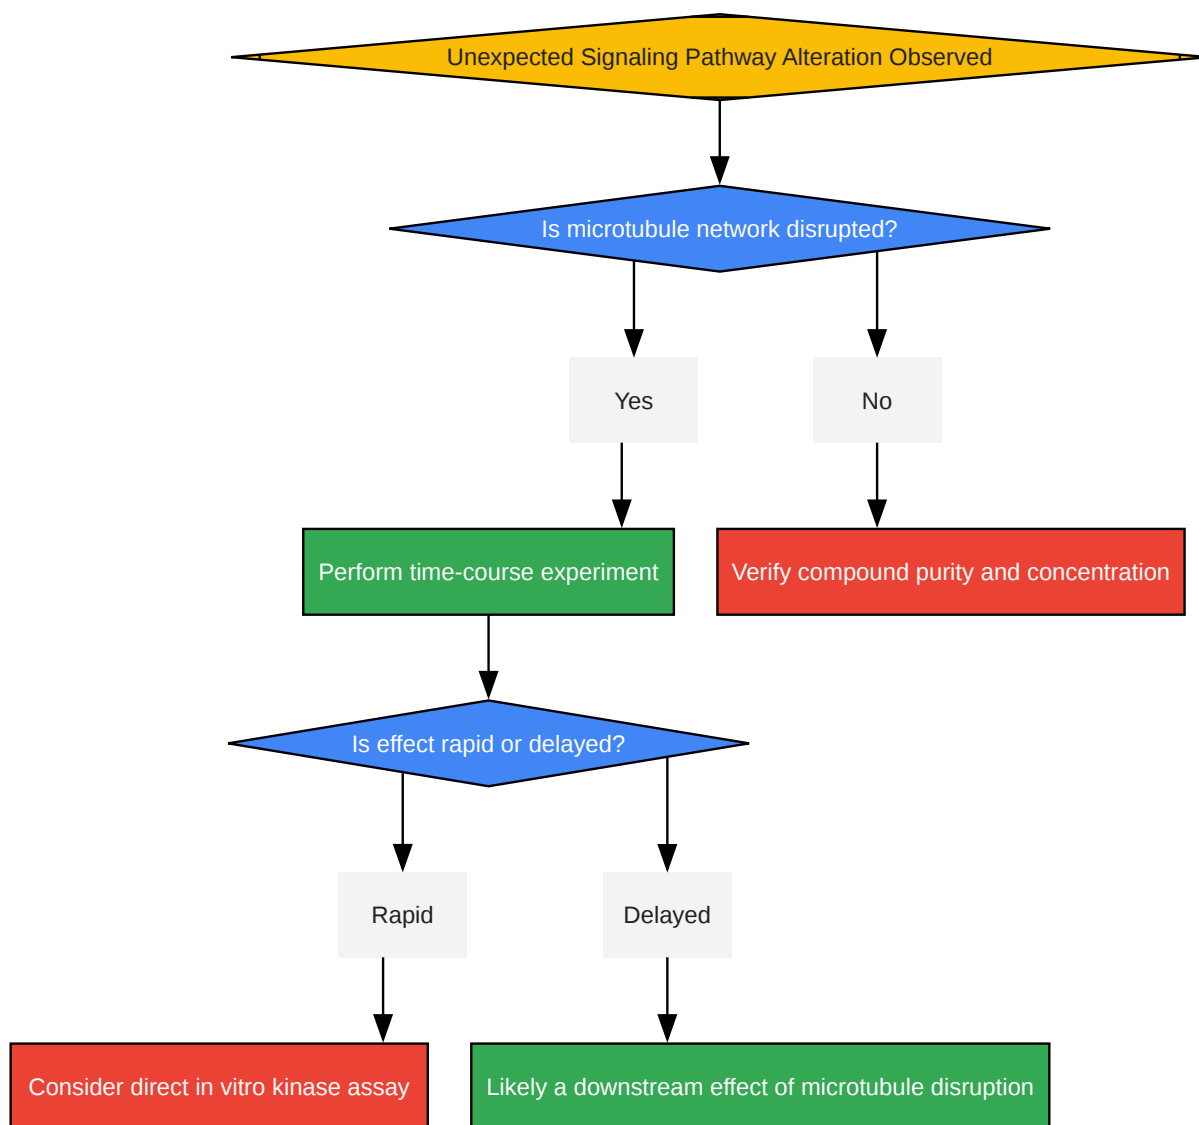 Unexpected Signaling Pathway Alteration Observed
Is microtubule network disrupted?
Yes
No
Perform time-course experiment
Verify compound purity and concentration
Is effect rapid or delayed?
Rapid
Delayed
Consider direct in vitro kinase assay
Likely a downstream effect of microtubule disruption